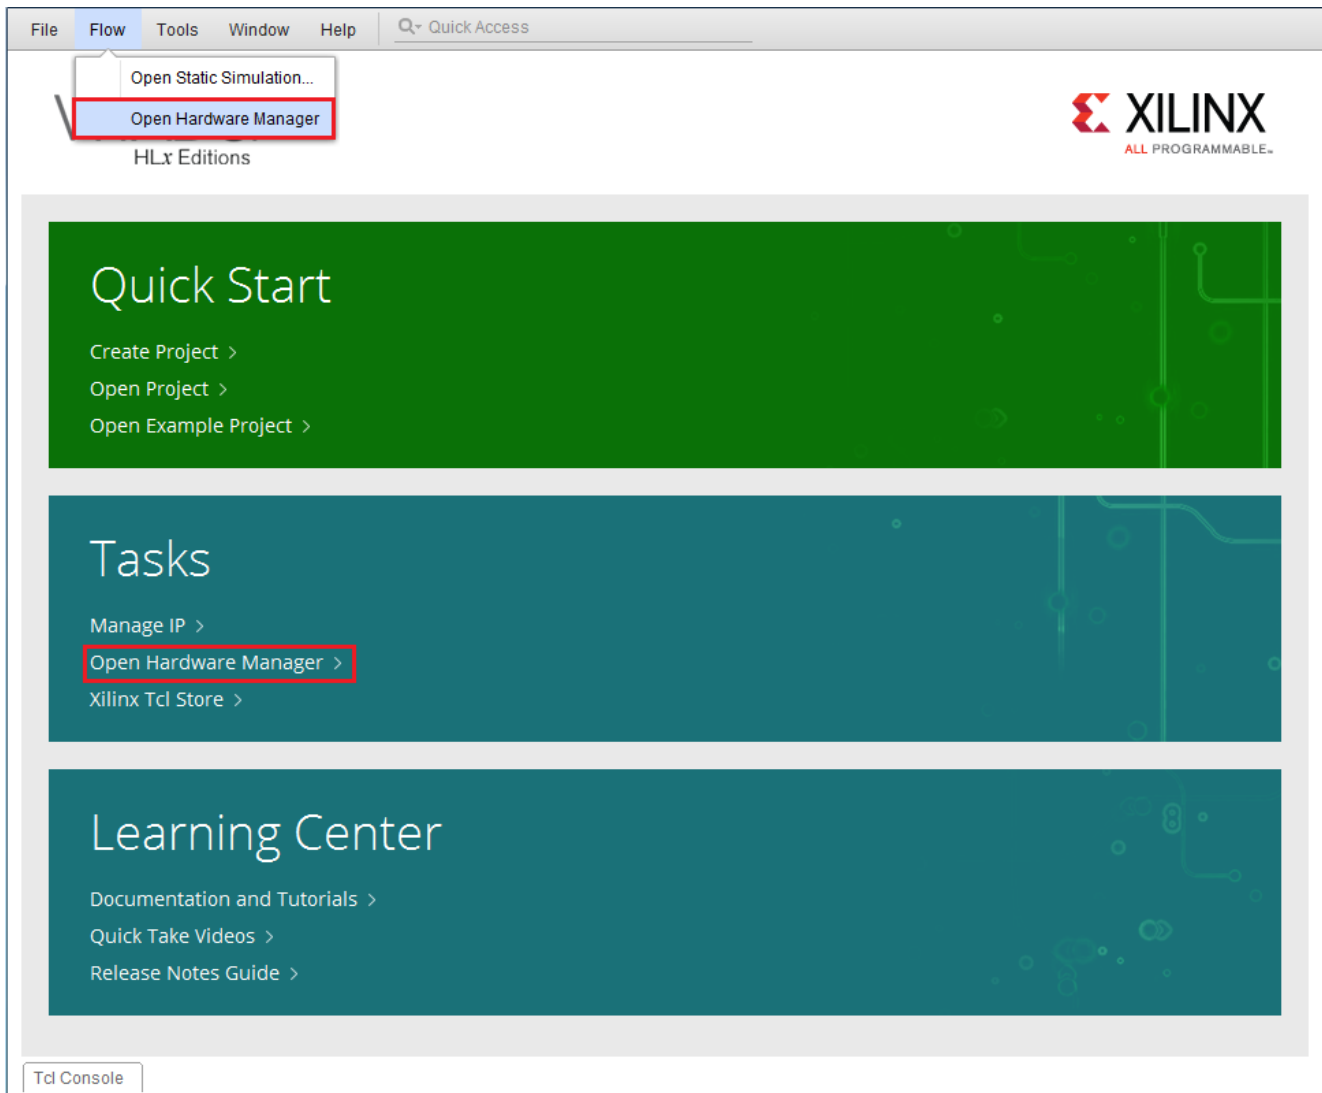 File Flow Tools Window Help Quick Access
Open Static Simulation...
Open Hardware Manager
HLx Editions
XILINX
ALL PROGRAMMABLE™
Quick Start
Create Project >
Open Project >
Open Example Project >
Tasks
Manage IP >
Open Hardware Manager >
Xilinx Tcl Store >
Learning Center
Documentation and Tutorials >
Quick Take Videos >
Release Notes Guide >
Tcl Console